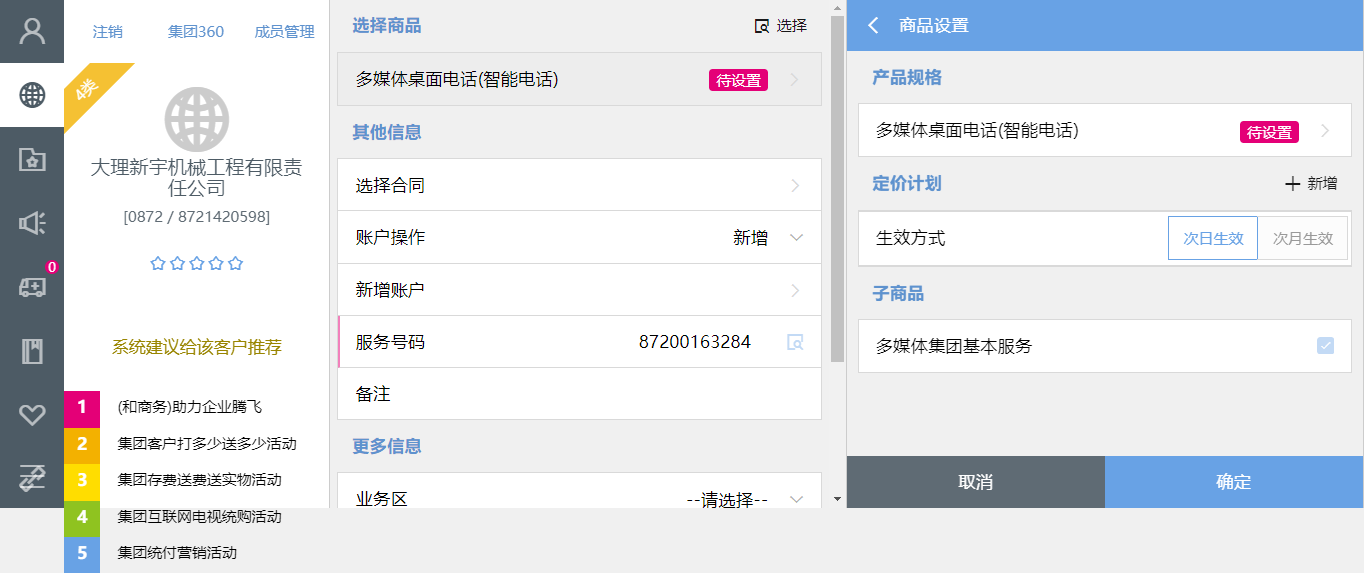 注销 集团360 成员管理
4类
大理新宇机械工程有限责
任公司
[0872 / 8721420598]
0
系统建议给该客户推荐
1 (和商务)助力企业腾飞
2 集团客户打多少送多少活动
3 集团存费送费送实物活动
4 集团互联网电视统购活动
5 集团统付营销活动
选择商品 选择
多媒体桌面电话(智能电话) 待设置
其他信息
选择合同
账户操作 新增
新增账户
服务号码 87200163284
备注
更多信息
业务区 --请选择--
商品设置
产品规格
多媒体桌面电话(智能电话) 待设置
定价计划 新增
生效方式 次日生效 次月生效
子商品
多媒体集团基本服务
取消 确定